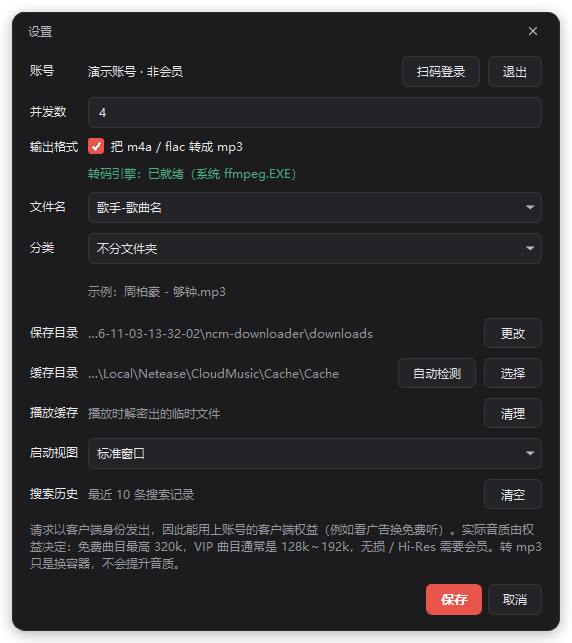 设置
账号 演示账号 · 非会员 扫码登录 退出
并发数 4
输出格式 把 m4a / flac 转成 mp3
转码引擎：已就绪（系统 ffmpeg.EXE）
文件名 歌手-歌曲名
分类 不分文件夹
示例：周柏豪 - 够钟.mp3
保存目录 ...6-11-03-13-32-02\ncm-downloader\downloads 更改
缓存目录 ...\Local\Netease\CloudMusic\Cache\Cache 自动检测 选择
播放缓存 播放时解密出的临时文件 清理
启动视图 标准窗口
搜索历史 最近 10 条搜索记录 清空
请求以客户端身份发出，因此能用上账号的客户端权益（例如看广告换免费听）。实际音质由权
益决定：免费曲目最高 320k，VIP 曲目通常是 128k～192k，无损 / Hi-Res 需要会员。转 mp3
只是换容器，不会提升音质。
保存 取消